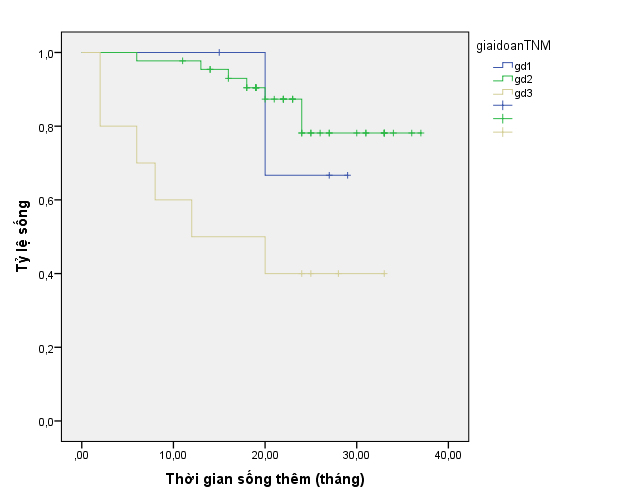 giaidoanTNM
gd1
gd2
gd3
1,0
0,8
0,6
0,4
0,2
0,0
Tỷ lệ sống
,00
10,00
20,00
30,00
40,00
Thời gian sống thêm (tháng)